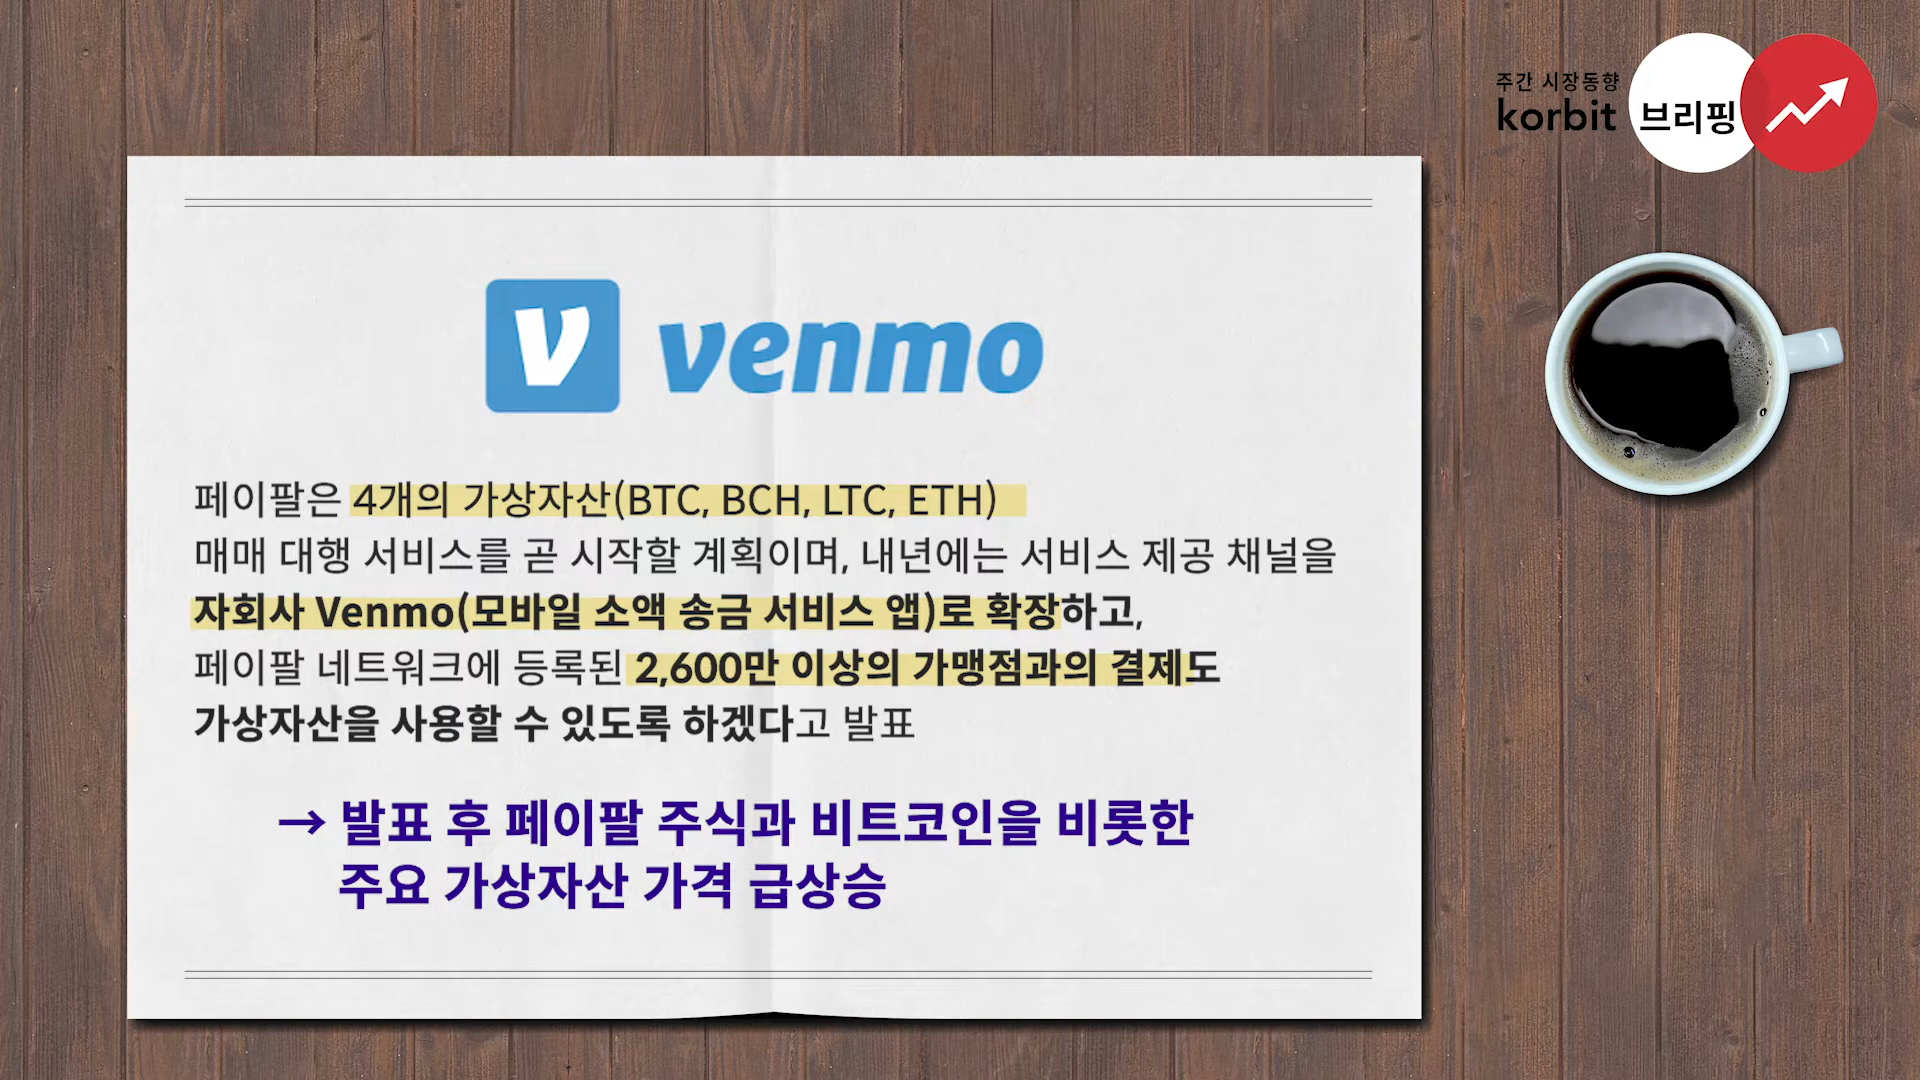 주간 시장동향
korbit 브리핑
v venmo
페이팔은 4개의 가상자산(BTC, BCH, LTC, ETH)
매매 대행 서비스를 곧 시작할 계획이며, 내년에는 서비스 제공 채널을
자회사 Venmo(모바일 소액 송금 서비스 앱)로 확장하고,
페이팔 네트워크에 등록된 2,600만 이상의 가맹점과의 결제도
가상자산을 사용할 수 있도록 하겠다고 발표
→ 발표 후 페이팔 주식과 비트코인을 비롯한
주요 가상자산 가격 급상승